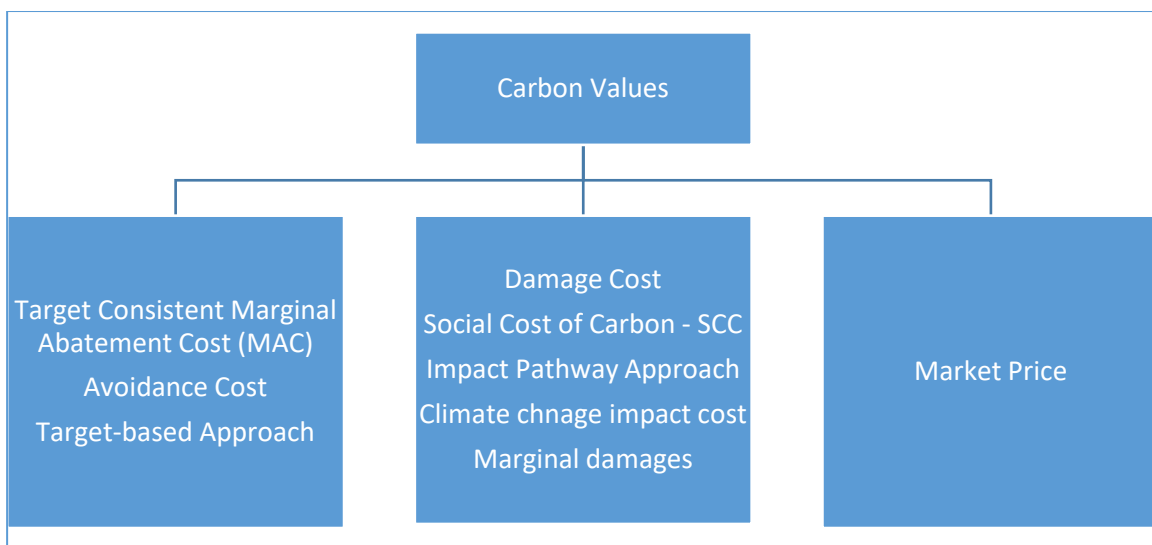 Carbon Values
Target Consistent Marginal
Abatement Cost (MAC)
Avoidance Cost
Target-based Approach
Damage Cost
Social Cost of Carbon - SCC
Impact Pathway Approach
Climate chnage impact cost
Marginal damages
Market Price